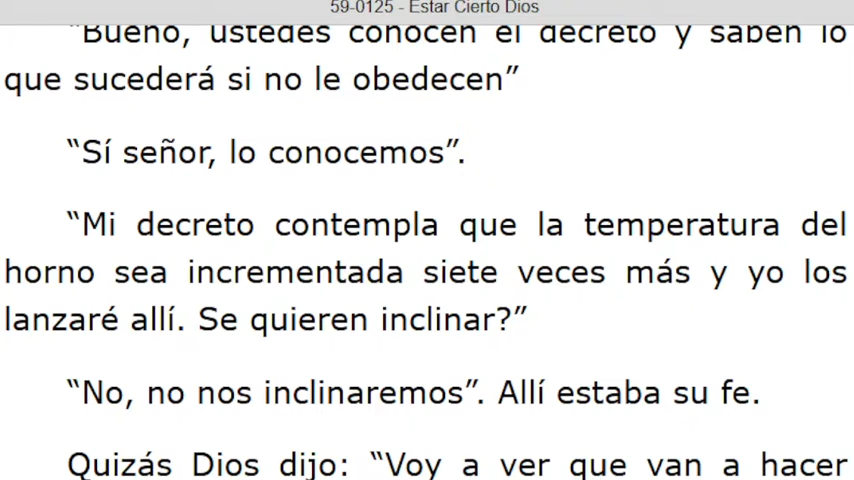 59-0125 - Estar Cierto Dios
“Bueno, ustedes conocen el decreto y saben lo
que sucederá si no le obedecen”
“Sí señor, lo conocemos”.
“Mi decreto contempla que la temperatura del
horno sea incrementada siete veces más y yo los
lanzaré allí. Se quieren inclinar?”
“No, no nos inclinaremos”. Allí estaba su fe.
Quizás Dios dijo: “Voy a ver que van a hacer